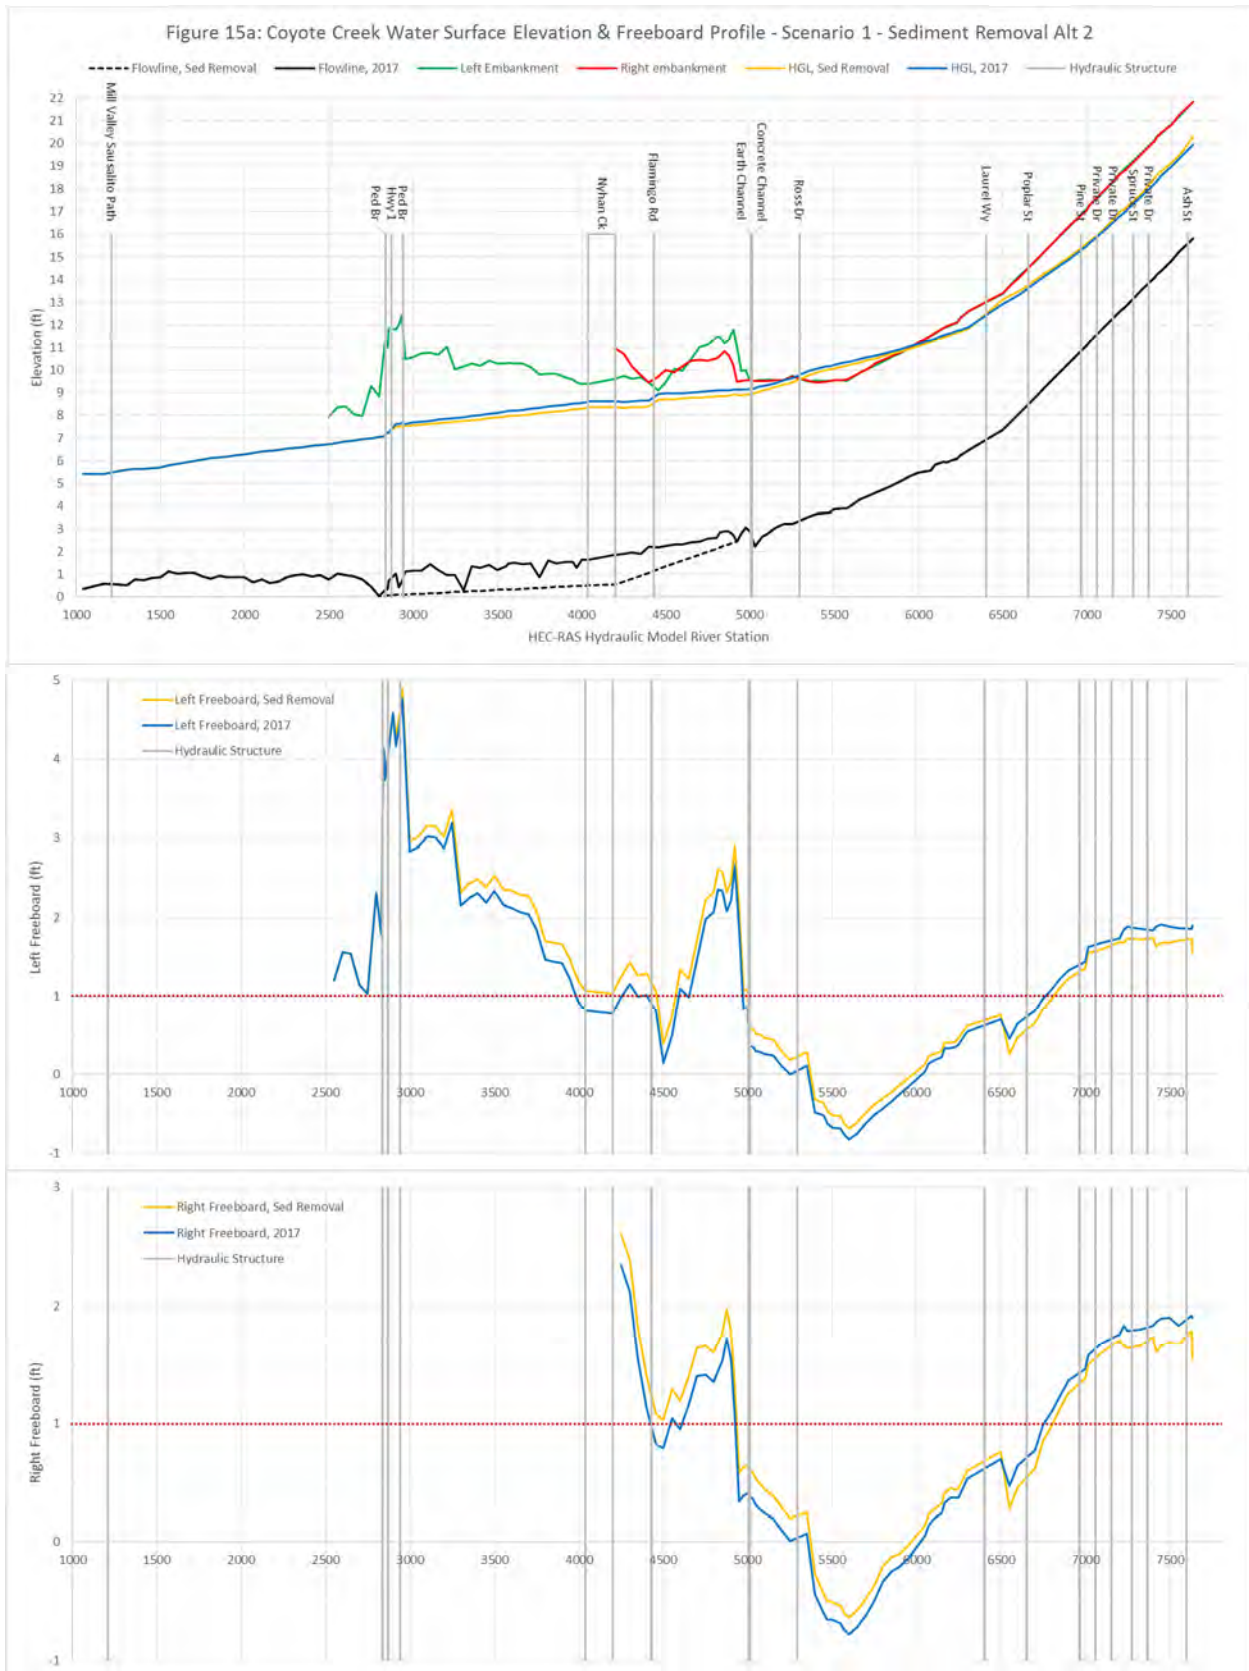 Figure 15a: Coyote Creek Water Surface Elevation & Freeboard Profile - Scenario 1 - Sediment Removal Alt 2
Flowline, Sed Removal
Flowline, 2017
Left Embankment
Right embankment
HGL, Sed Removal
HGL, 2017
Hydraulic Structure
Elevation (ft)
22
21
20
19
18
17
16
15
14
13
12
11
10
9
8
7
6
5
4
3
2
1
0
Mill Valley Sausalito Path
Ped Br
Hwy1
Ped Br
Nyhan Ck
Flamingo Rd
Earth Channel
Concrete Channel
Ross Dr
Laurel Wy
Poplar St
Pine St
Private Dr
Private Dr
Spruce St
Private Dr
Ash St
1000 1500 2000 2500 3000 3500 4000 4500 5000 5500 6000 6500 7000 7500
HEC-RAS Hydraulic Model River Station
Left Freeboard (ft)
5
4
3
2
1
0
-1
Left Freeboard, Sed Removal
Left Freeboard, 2017
Hydraulic Structure
1000 1500 2000 2500 3000 3500 4000 4500 5000 5500 6000 6500 7000 7500
Right Freeboard (ft)
3
2
1
0
-1
Right Freeboard, Sed Removal
Right Freeboard, 2017
Hydraulic Structure
1000 1500 2000 2500 3000 3500 4000 4500 5000 5500 6000 6500 7000 7500